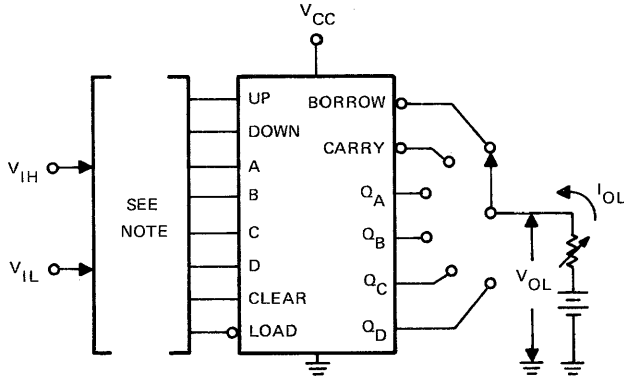 VCC
UP
DOWN
A
B
C
D
CLEAR
LOAD
BORROW
CARRY
QA
QB
QC
QD
VIH
VIL
SEE
NOTE
IOL
VOL